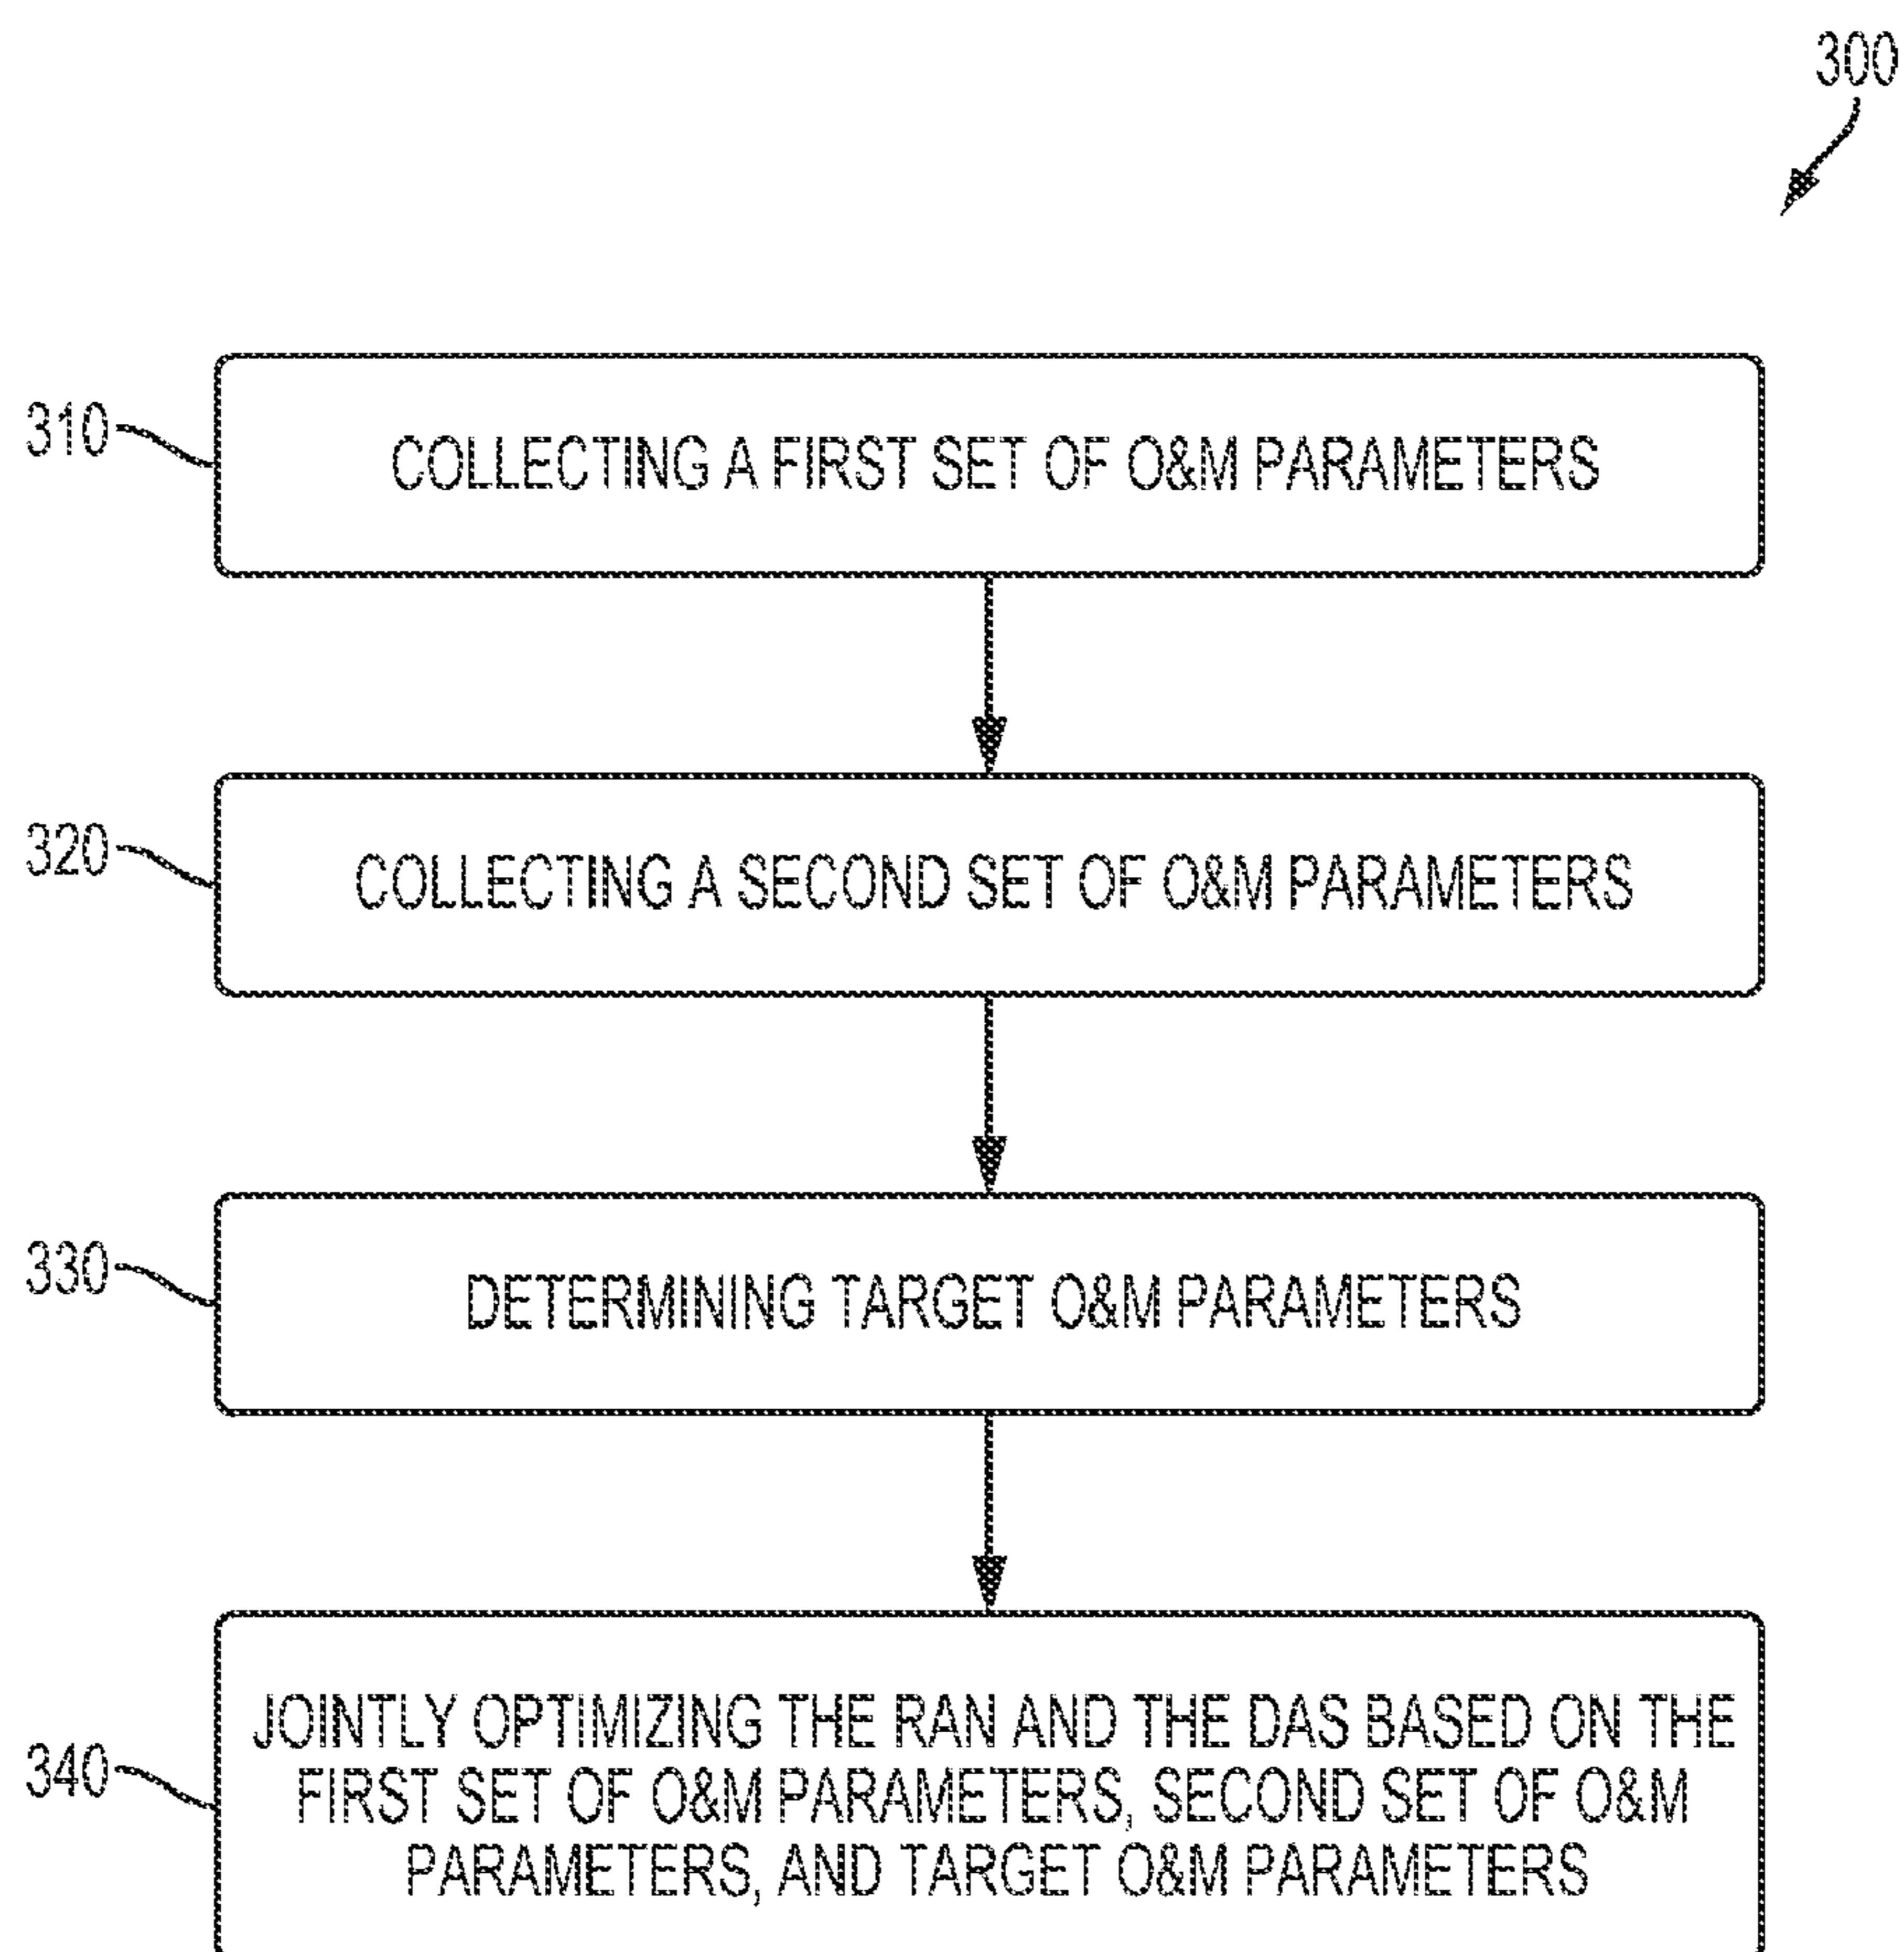 300
310
COLLECTING A FIRST SET OF O&M PARAMETERS
320
COLLECTING A SECOND SET OF O&M PARAMETERS
330
DETERMINING TARGET O&M PARAMETERS
340
JOINTLY OPTIMIZING THE RAN AND THE DAS BASED ON THE
FIRST SET OF O&M PARAMETERS, SECOND SET OF O&M
PARAMETERS, AND TARGET O&M PARAMETERS